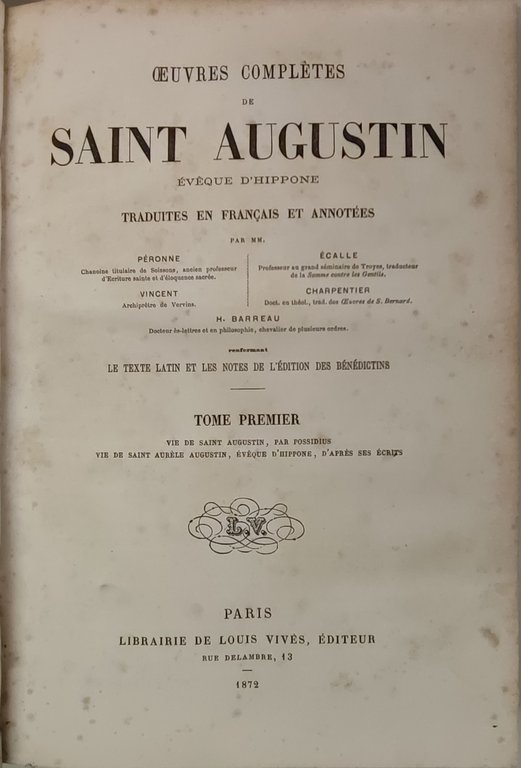 ŒUVRES COMPLÈTES
DE
SAINT AUGUSTIN
ÉVÊQUE D'HIPPONE
TRADUITES EN FRANÇAIS ET ANNOTÉES
PAR MM.
PÉRONNE
Chanoine titulaire de Soissons, ancien professeur
d'Ecriture sainte et d'éloquence sacrée.
VINCENT
Archiprêtre de Vervins.
ÉCALLE
Professeur au grand séminaire de Troyes, traducteur
de la Somme contre les Gentils.
CHARPENTIER
Doct. en théol., trad. des Œuvres de S. Bernard.
H. BARREAU
Docteur ès-lettres et en philosophie, chevalier de plusieurs ordres.
renfermant
LE TEXTE LATIN ET LES NOTES DE L'ÉDITION DES BÉNÉDICTINS
TOME PREMIER
VIE DE SAINT AUGUSTIN, PAR POSSIDIUS
VIE DE SAINT AURÈLE AUGUSTIN, ÉVÊQUE D'HIPPONE, D'APRÈS SES ÉCRITS
L.V.
PARIS
LIBRAIRIE DE LOUIS VIVÈS, ÉDITEUR
RUE DELAMBRE, 13
1872